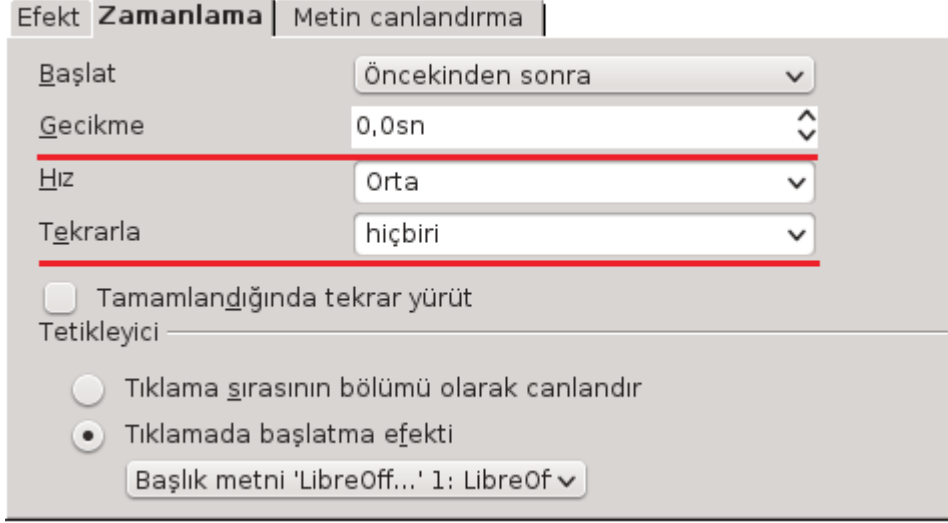 Efekt Zamanlama Metin canlandırma
Başlat Öncekinden sonra
Gecikme 0,0sn
Hız Orta
Tekrarla hiçbiri
Tamamlandığında tekrar yürüt
Tetikleyici
Tıklama sırasının bölümü olarak canlandır
Tıklamada başlatma efekti
Başlık metni 'LibreOff...' 1: LibreOf